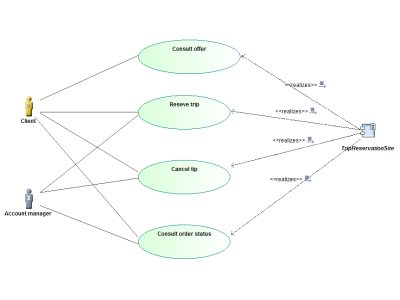 Consult offer
<<realizes>>
Client
Reseve trip
<<realizes>>
<<realizes>>
TripReservationSite
Cancel tip
<<realizes>>
Account manager
Consult order status